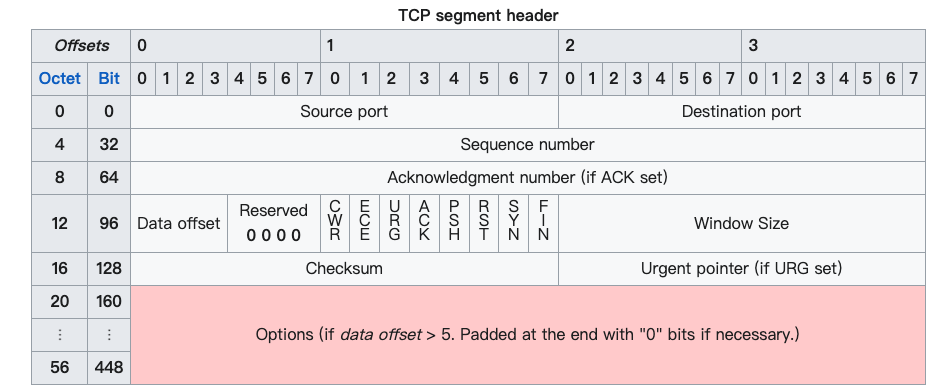 TCP segment header
Offsets 0 1 2 3
Octet Bit 0 1 2 3 4 5 6 7 0 1 2 3 4 5 6 7 0 1 2 3 4 5 6 7 0 1 2 3 4 5 6 7
0 0 Source port Destination port
4 32 Sequence number
8 64 Acknowledgment number (if ACK set)
12 96 Data offset Reserved 0 0 0 0 CWR ECE URG ACK PSH RST SYN FIN Window Size
16 128 Checksum Urgent pointer (if URG set)
20 160
⋮ ⋮ Options (if data offset > 5. Padded at the end with "0" bits if necessary.)
56 448